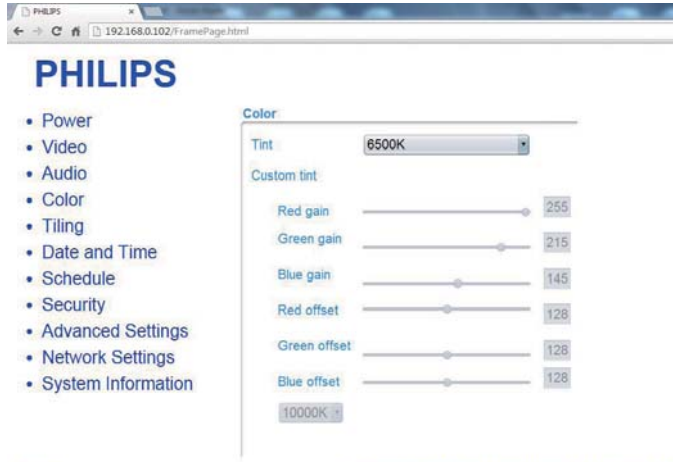 PHILIPS
192.168.0.102/FramePage.html
PHILIPS
• Power
• Video
• Audio
• Color
• Tiling
• Date and Time
• Schedule
• Security
• Advanced Settings
• Network Settings
• System Information
Color
Tint 6500K
Custom tint
Red gain 255
Green gain 215
Blue gain 145
Red offset 128
Green offset 128
Blue offset 128
10000K